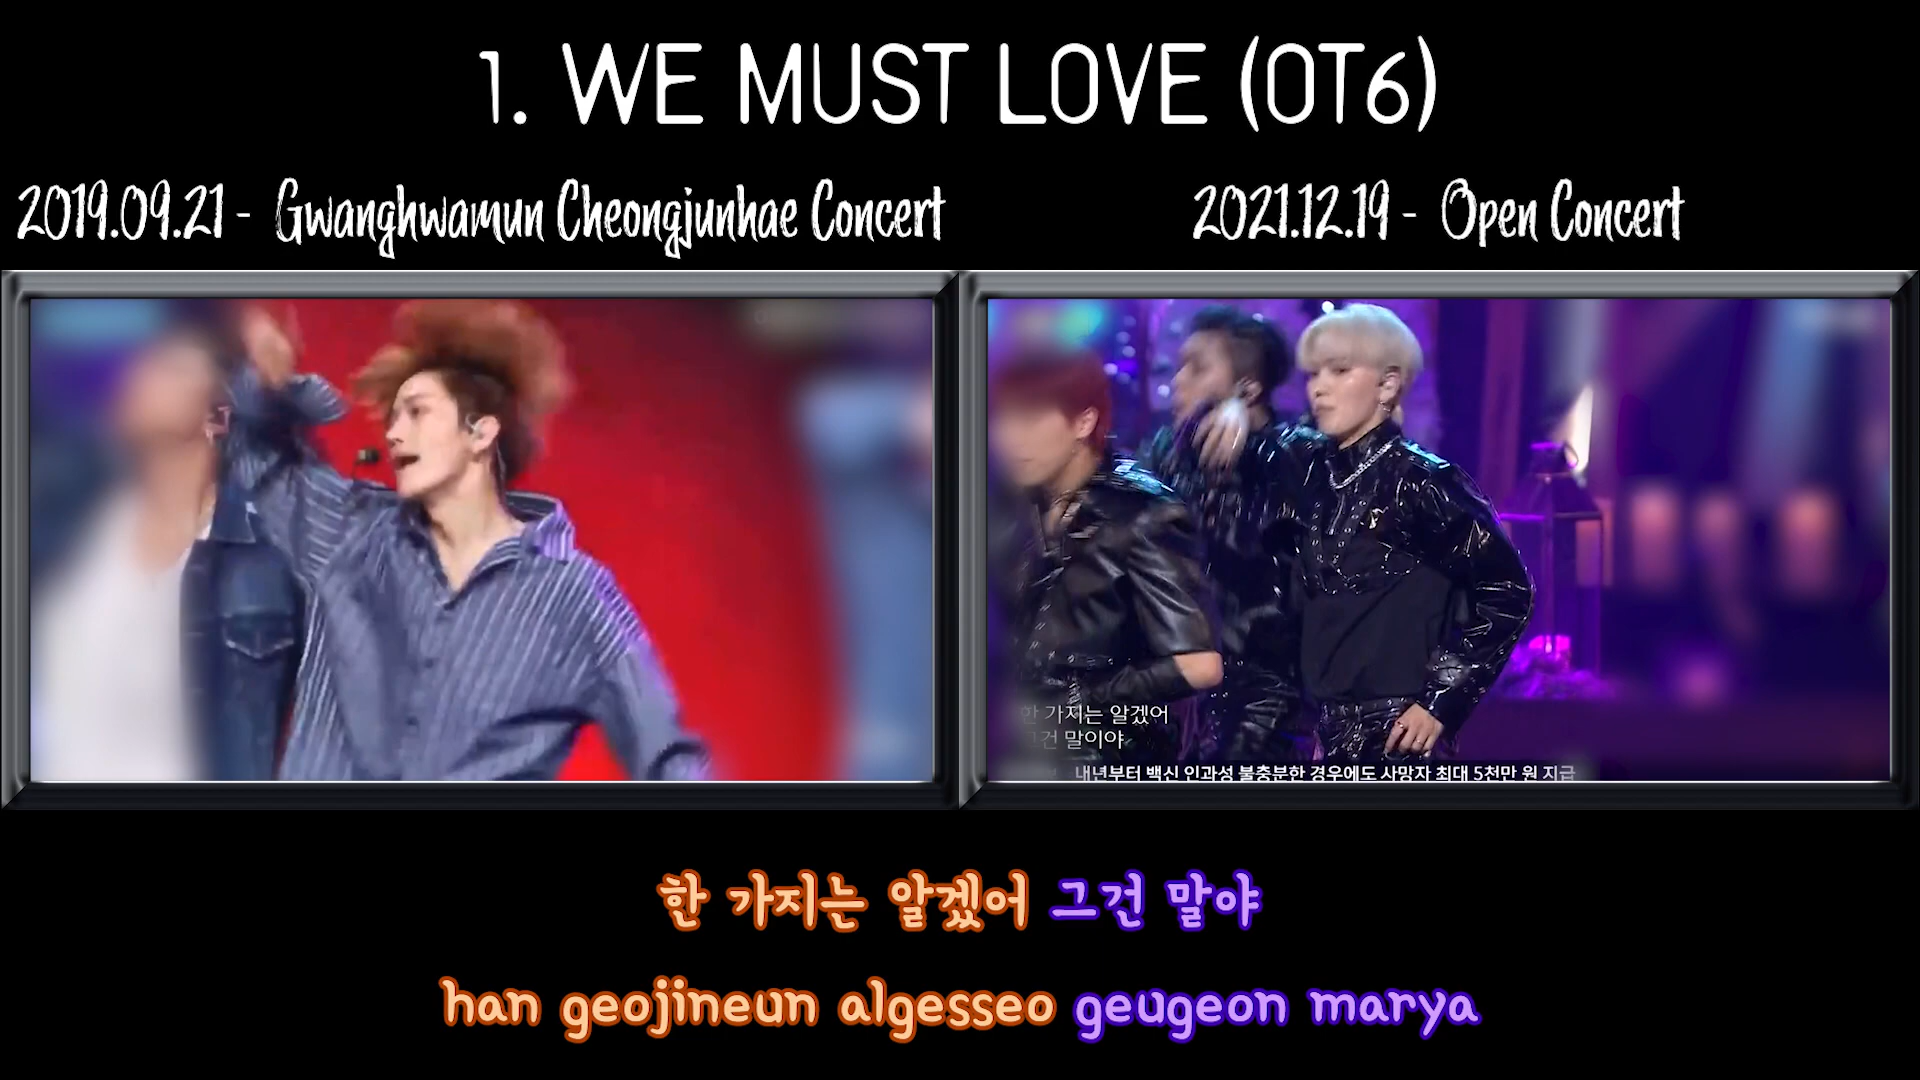 1. WE MUST LOVE (OT6)
2019.09.21 - Gwanghwamun Cheongjunhae Concert
2021.12.19 - Open Concert
한 가지는 알겠어
그건 말이야
내년부터 백신 인과성 불충분한 경우에도 사망자 최대 5천만 원 지급
한 가지는 알겠어 그건 말야
han geojineun algesseo geugeon marya